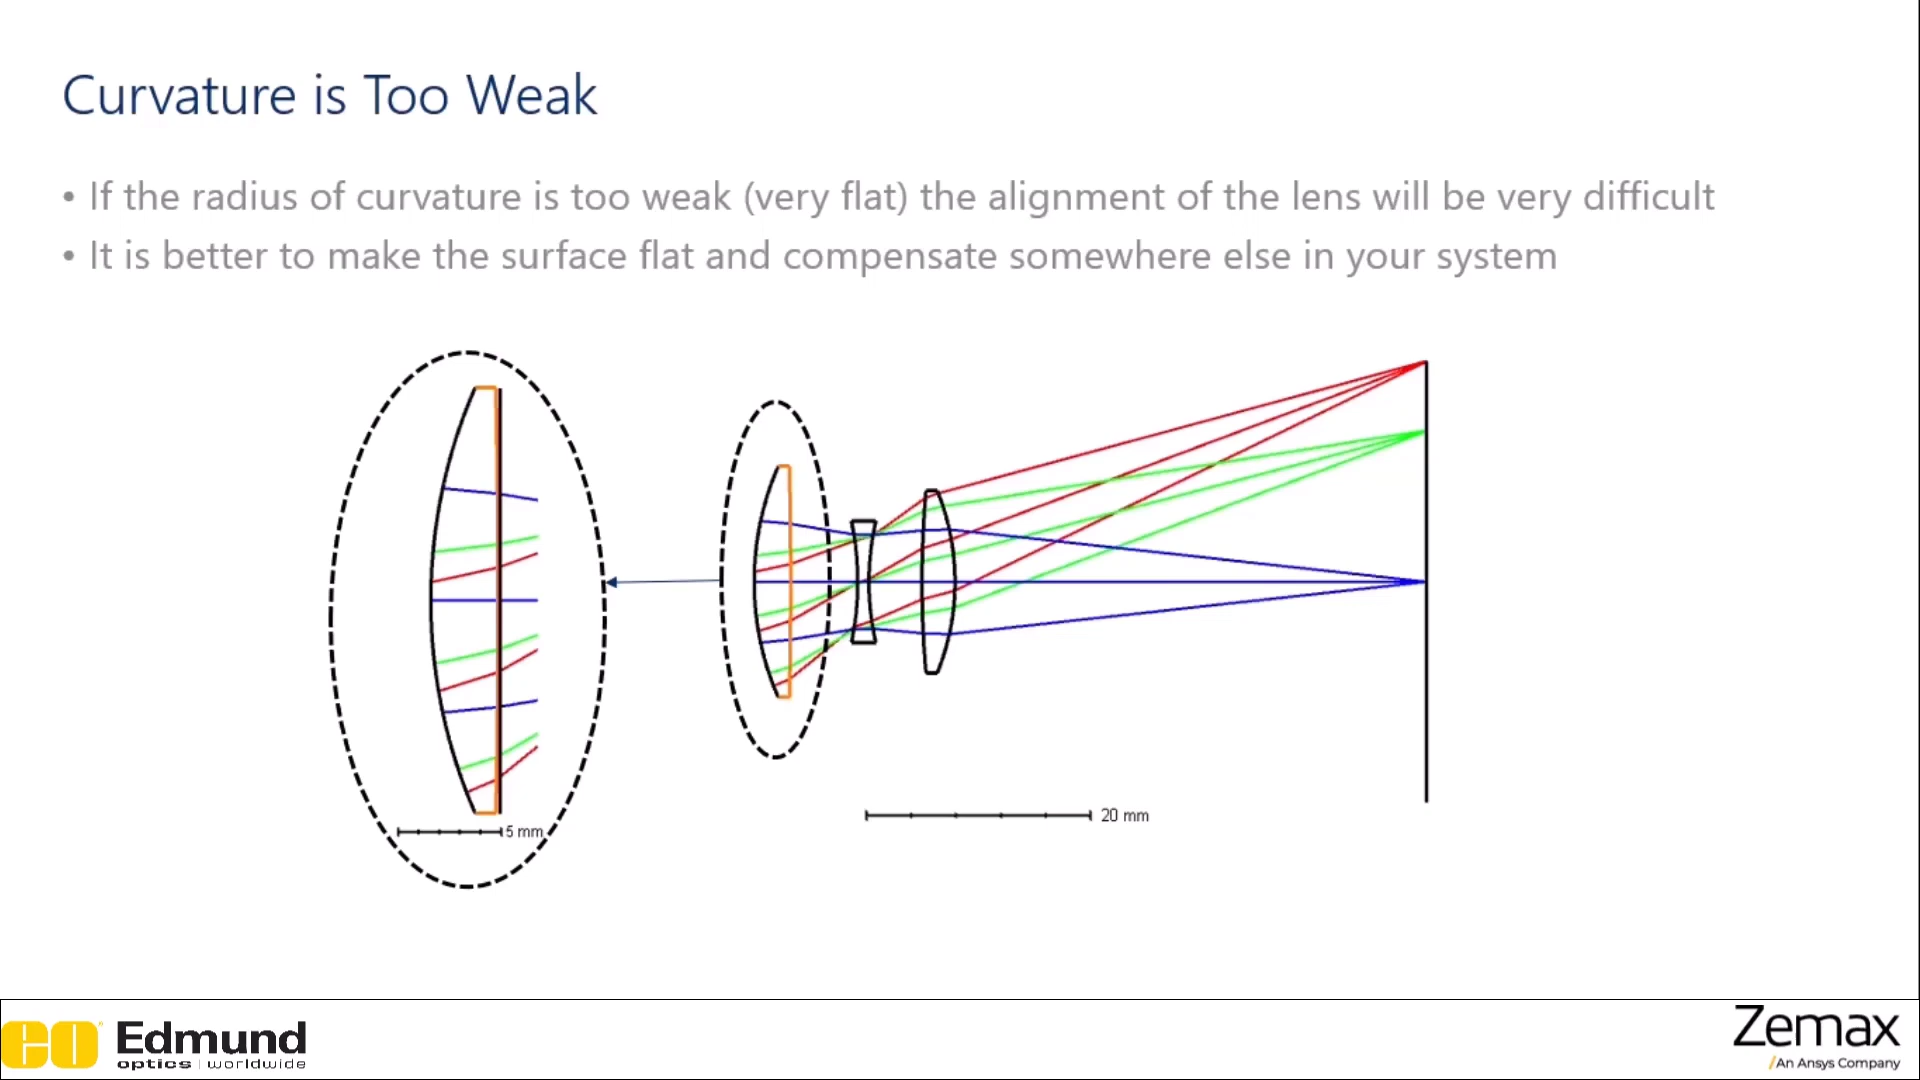 Curvature is Too Weak
• If the radius of curvature is too weak (very flat) the alignment of the lens will be very difficult
• It is better to make the surface flat and compensate somewhere else in your system
5 mm
20 mm
EO Edmund
optics | worldwide
Zemax
/An Ansys Company